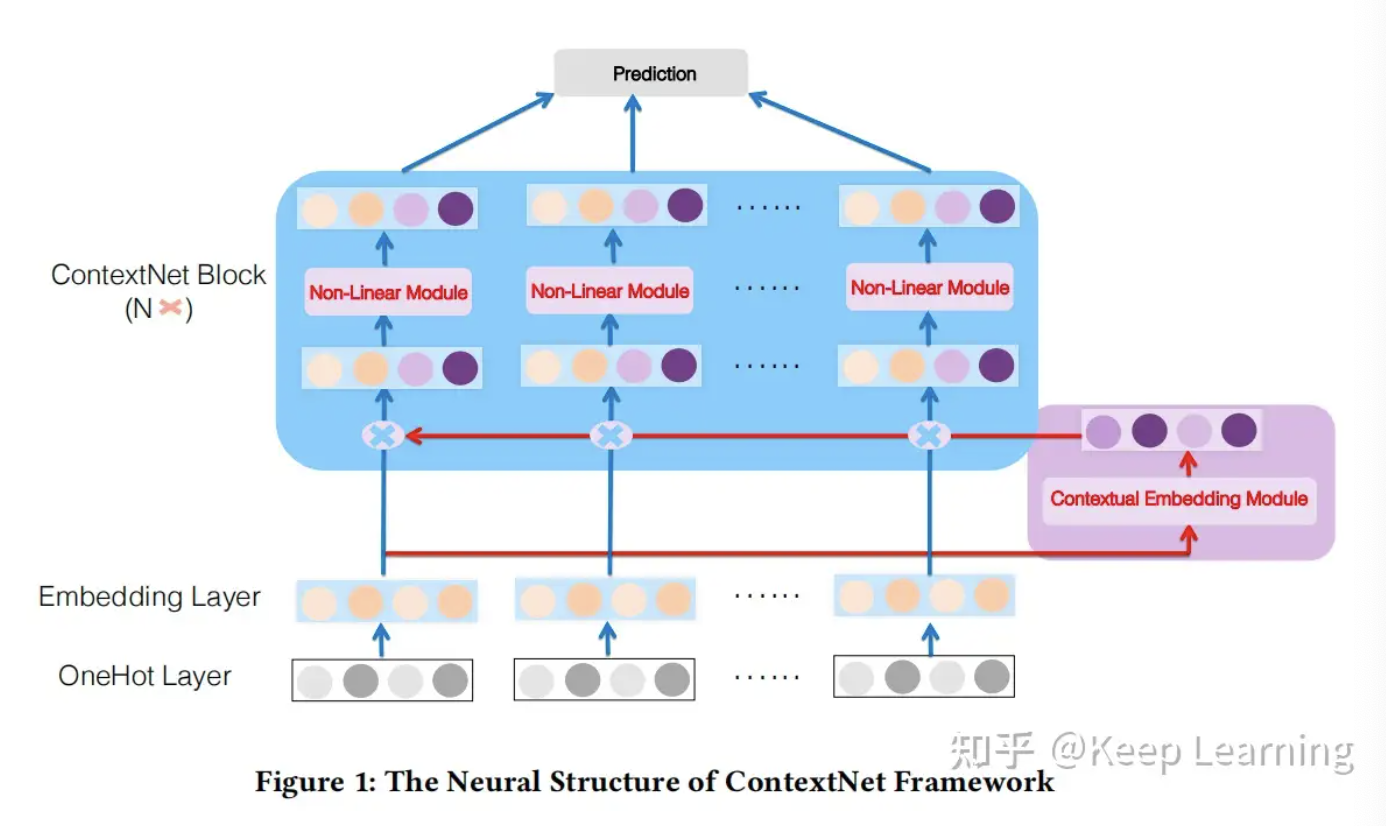 Prediction
ContextNet Block
(N ✖)
Non-Linear Module
Non-Linear Module
......
Non-Linear Module
Contextual Embedding Module
Embedding Layer
......
OneHot Layer
......
知乎 @Keep Learning
Figure 1: The Neural Structure of ContextNet Framework